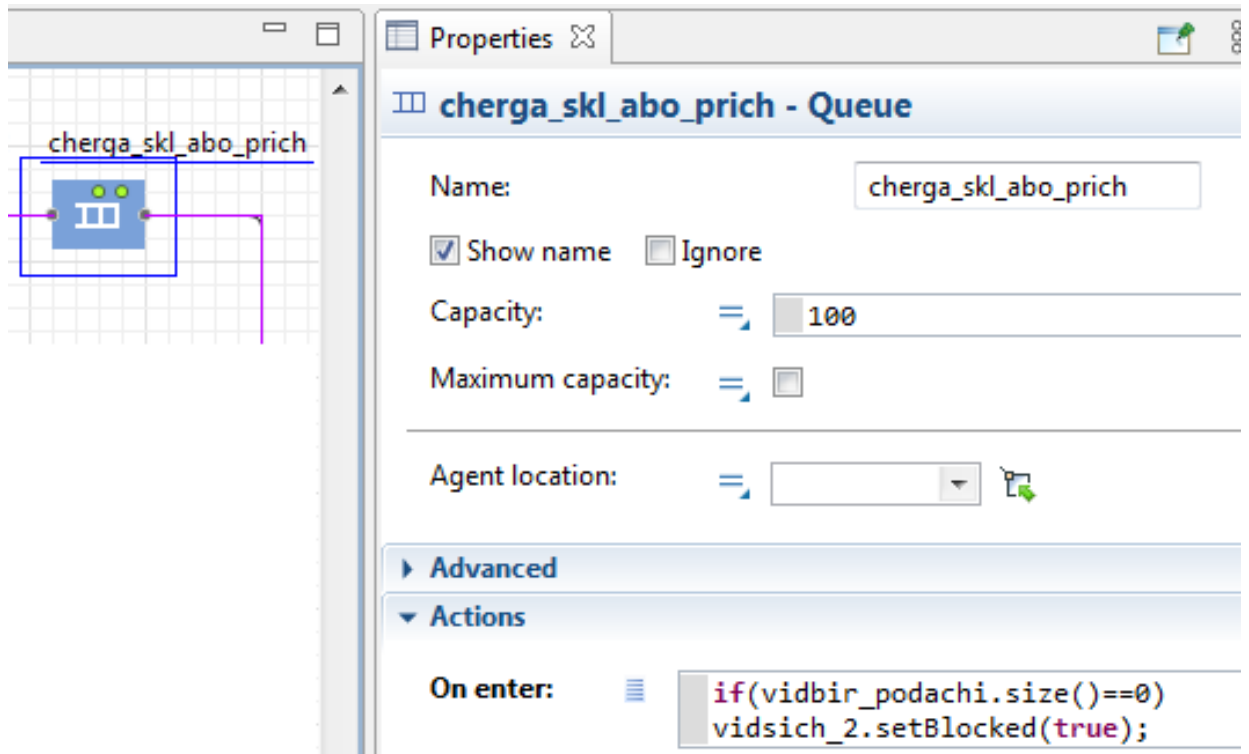 Properties
cherga_skl_abo_prich - Queue
cherga_skl_abo_prich
Name:
cherga_skl_abo_prich
Show name
Ignore
Capacity:
100
Maximum capacity:
Agent location:
Advanced
Actions
On enter:
if(vidbir_podachi.size()==0)
vidsich_2.setBlocked(true);